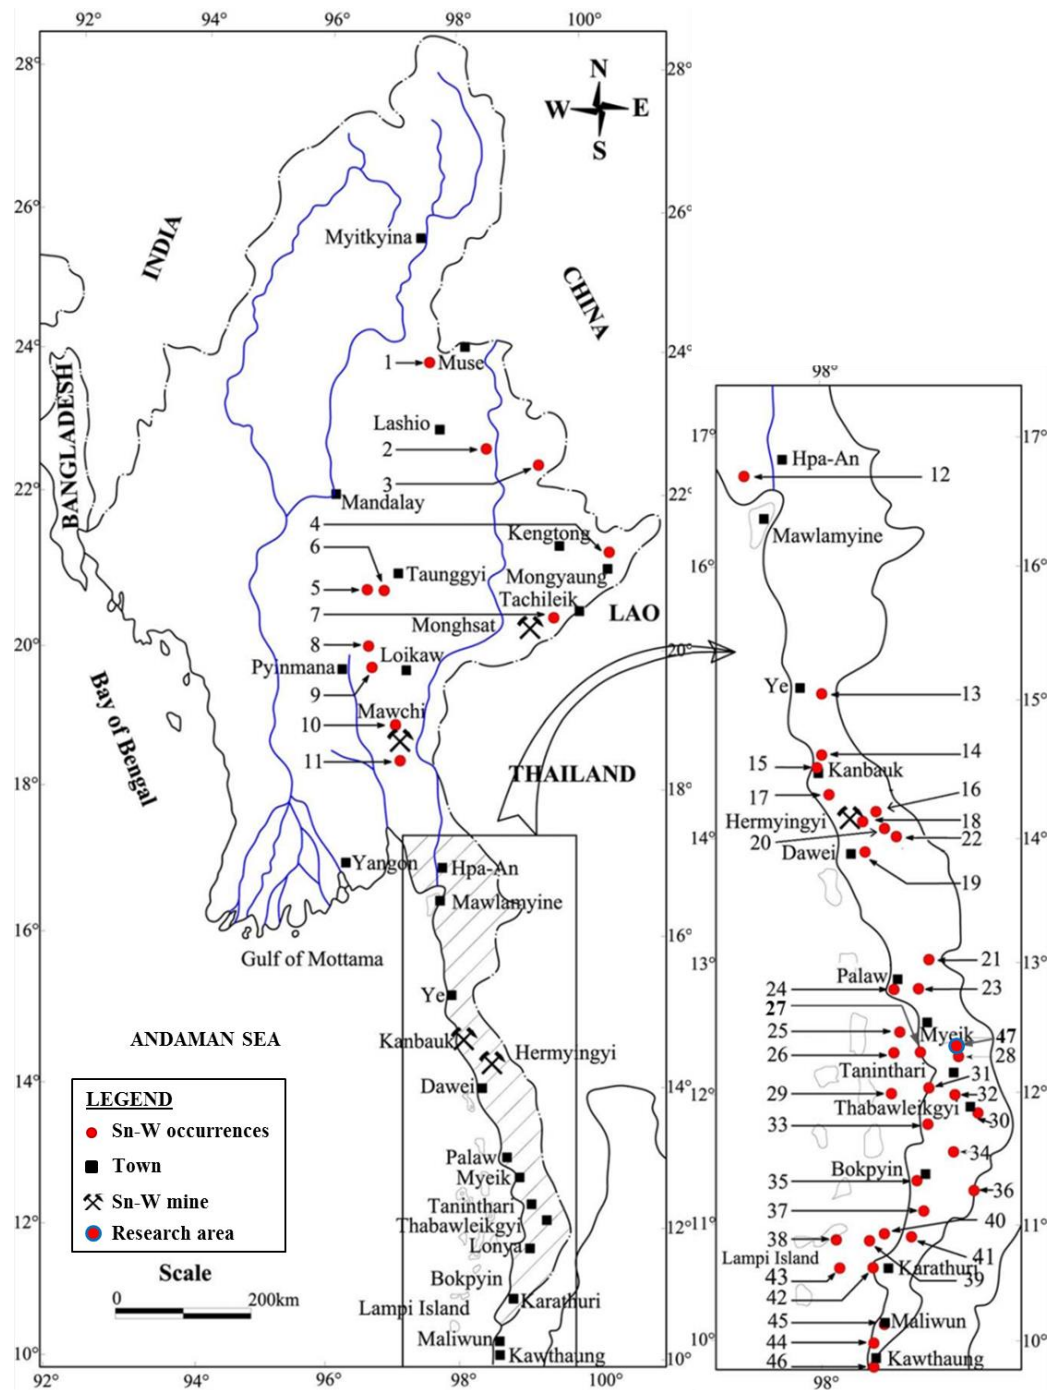 92° 94° 96° 98° 100°
28° 28°
N
W E
S
26° 26°
INDIA
Myitkyina
CHINA
24° 24°
1 Muse
BANGLADESH
Lashio
2
3
22° 22°
Mandalay
4 Kengtong
6
Taunggyi Mongyaung
5 Tachileik
7 Monghsat LAO
8
20° 20°
Pyinmana Loikaw
9
Mawchi
10
11
Bay of Bengal
THAILAND
18° 18°
Yangon Hpa-An
Mawlamyine
16° 16°
Gulf of Mottama
Ye
ANDAMAN SEA
Kanbauk Hermyingyi
14° 14°
Dawei
LEGEND
Sn-W occurrences
Town
Sn-W mine
Research area
Palaw
Myeik
Taninthari
Thabawleikgyi
12° 12°
Lonya
Bokpyin
Lampi Island Karathuri
Scale
0 200km
Maliwun
Kawthaung
10° 10°
92° 94° 96° 98° 100°
98°
17° 17°
Hpa-An
12
Mawlamyine
16° 16°
Ye
13
15°
14
15 Kanbauk
17 16
Hermyingyi 18
14° 14°
20 22
Dawei
19
13° 13°
21
Palaw
24 23
27
25 Myeik 47
26 28
Taninthari 31
29 32
12°
Thabawleikgyi
30
33
34
Bokpyin
35 36
37
11° 11°
40
38
Lampi Island 41
43 Karathuri
39
42
45 Maliwun
44
10° 10°
46 Kawthaung
98°